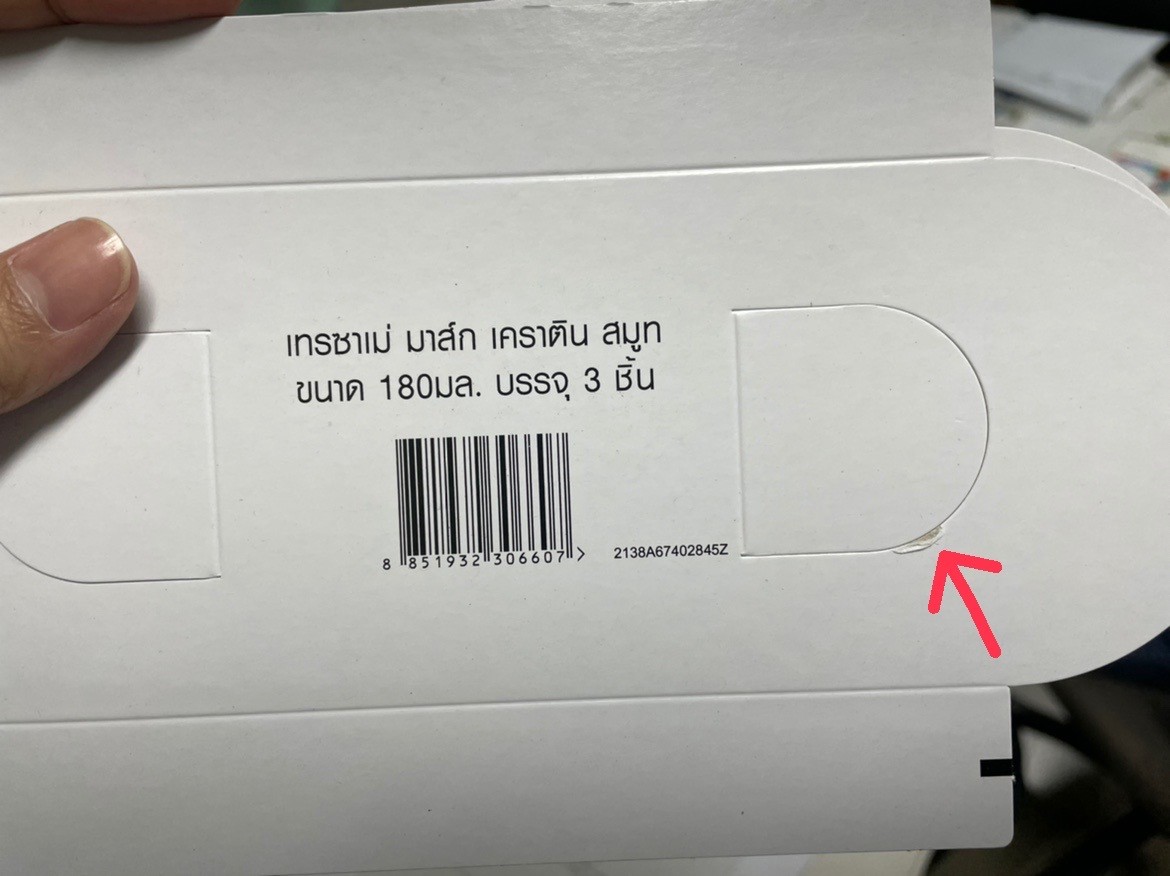 เทรซาเม่ มาส์ก เคราติน สมูท
ขนาด 180มล. บรรจุ 3 ชิ้น
8 851932 306607 >
2138A67402845Z